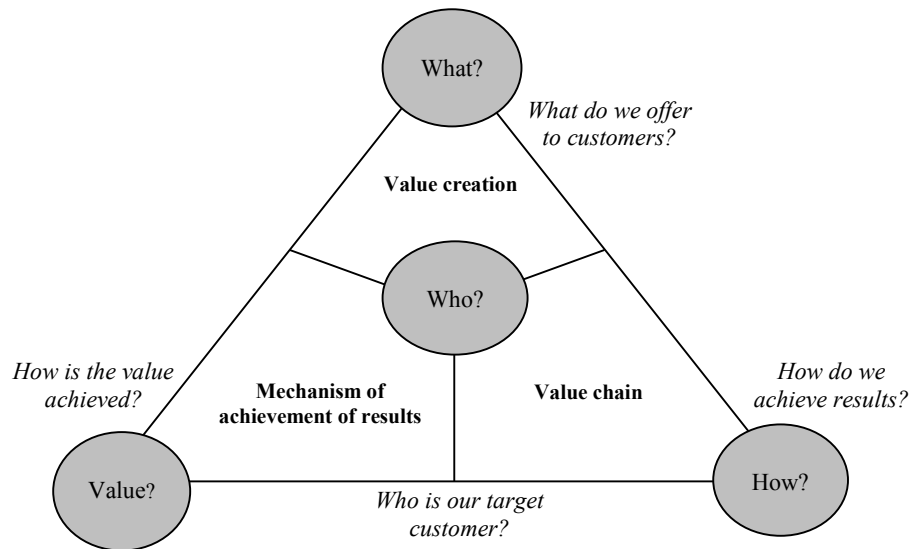 What?
What do we offer
to customers?
Value creation
Who?
How is the value
achieved?
Mechanism of
achievement of results
Value chain
How do we
achieve results?
Value?
Who is our target
customer?
How?